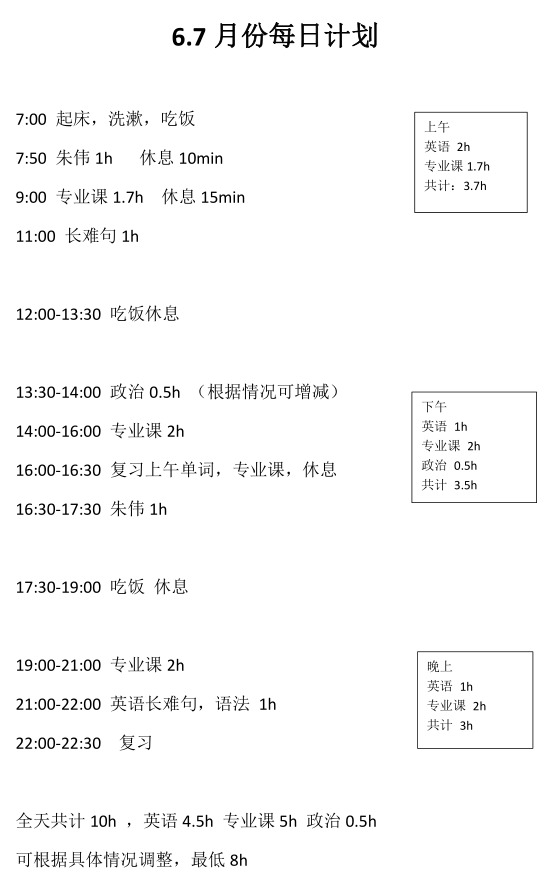 6.7 月份每日计划
7:00 起床，洗漱，吃饭
7:50 朱伟 1h 休息 10min
9:00 专业课 1.7h 休息 15min
11:00 长难句 1h
上午
英语 2h
专业课 1.7h
共计：3.7h
12:00-13:30 吃饭休息
13:30-14:00 政治 0.5h （根据情况可增减）
14:00-16:00 专业课 2h
16:00-16:30 复习上午单词，专业课，休息
16:30-17:30 朱伟 1h
下午
英语 1h
专业课 2h
政治 0.5h
共计 3.5h
17:30-19:00 吃饭 休息
19:00-21:00 专业课 2h
21:00-22:00 英语长难句，语法 1h
22:00-22:30 复习
晚上
英语 1h
专业课 2h
共计 3h
全天共计 10h ，英语 4.5h 专业课 5h 政治 0.5h
可根据具体情况调整，最低 8h